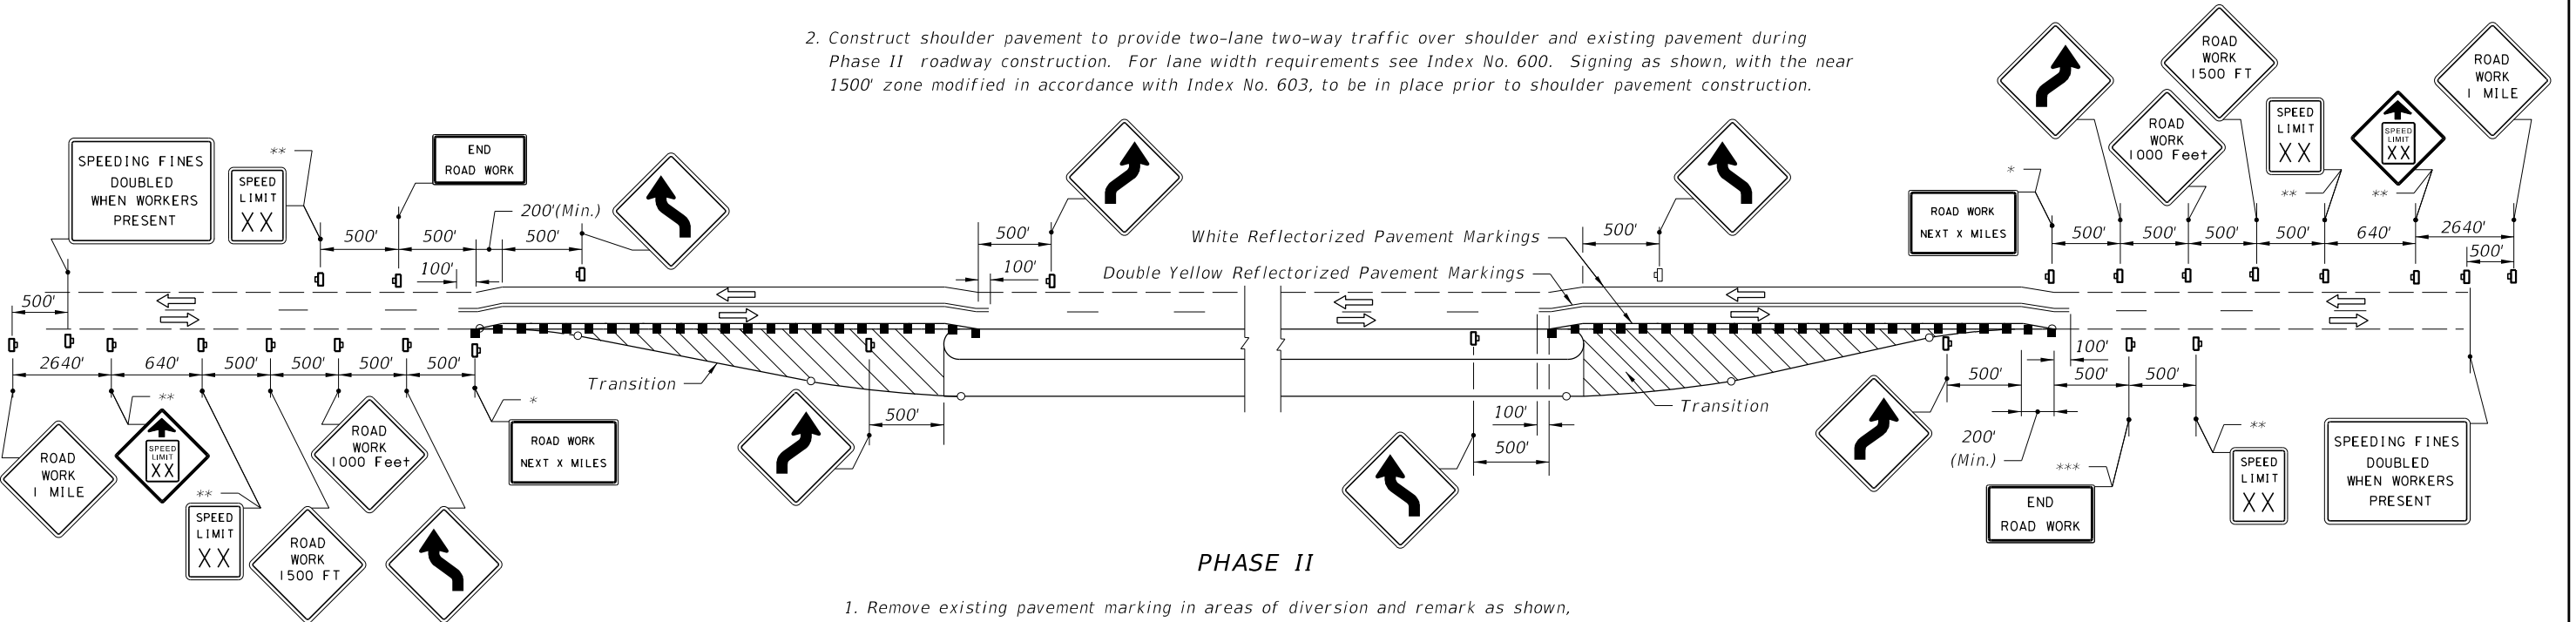 2. Construct shoulder pavement to provide two-lane two-way traffic over shoulder and existing pavement during
Phase II roadway construction. For lane width requirements see Index No. 600. Signing as shown, with the near
1500' zone modified in accordance with Index No. 603, to be in place prior to shoulder pavement construction.
SPEEDING FINES
DOUBLED
WHEN WORKERS
PRESENT
**
SPEED
LIMIT
XX
END
ROAD WORK
200'(Min.)
500'
500'
500'
100'
500'
500'
100'
White Reflectorized Pavement Markings
Double Yellow Reflectorized Pavement Markings
500'
*
ROAD WORK
NEXT X MILES
ROAD
WORK
1000 Feet
ROAD
WORK
1500 FT
SPEED
LIMIT
XX
**
SPEED
LIMIT
XX
**
ROAD
WORK
1 MILE
500'
500'
500'
500'
640'
2640'
500'
2640'
640'
500'
500'
500'
500'
ROAD
WORK
1 MILE
**
SPEED
LIMIT
XX
**
SPEED
LIMIT
XX
ROAD
WORK
1500 FT
ROAD
WORK
1000 Feet
*
ROAD WORK
NEXT X MILES
Transition
500'
100'
500'
Transition
500'
200'
(Min.)
100'
500'
500'
***
END
ROAD WORK
**
SPEED
LIMIT
XX
SPEEDING FINES
DOUBLED
WHEN WORKERS
PRESENT
PHASE II
1. Remove existing pavement marking in areas of diversion and remark as shown,